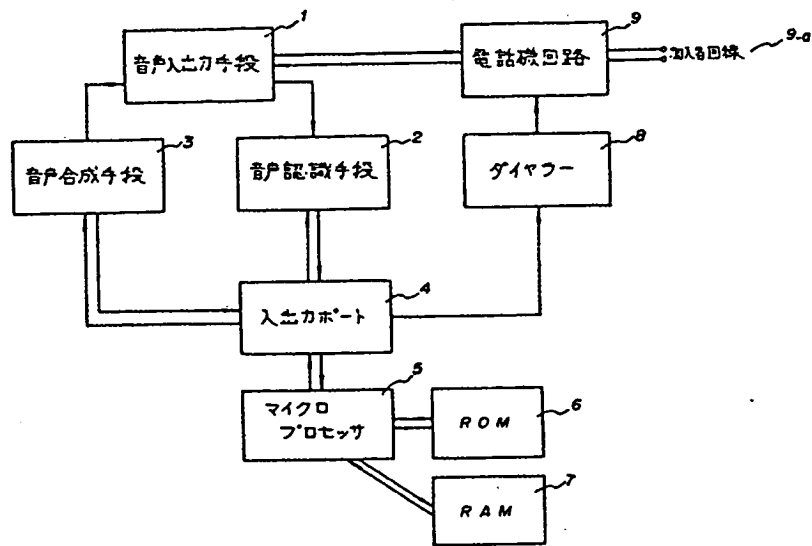 1
音声入出力手段
9
電話機回路
加入者回線
9-a
3
音声合成手段
2
音声認識手段
8
ダイヤラー
4
入出力ポート
5
マイクロ
プロセッサ
6
ROM
7
RAM